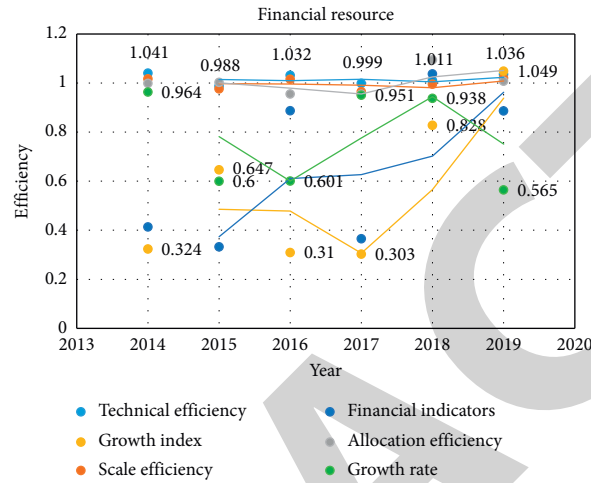 Financial resource
1.2
1
0.8
0.6
0.4
0.2
0
Efficiency
1.041
0.988
1.032
0.999
1.011
1.036
1.049
0.964
0.951
0.938
0.828
0.647
0.6
0.601
0.565
0.324
0.31
0.303
2013 2014 2015 2016 2017 2018 2019 2020
Year
Technical efficiency
Financial indicators
Growth index
Allocation efficiency
Scale efficiency
Growth rate